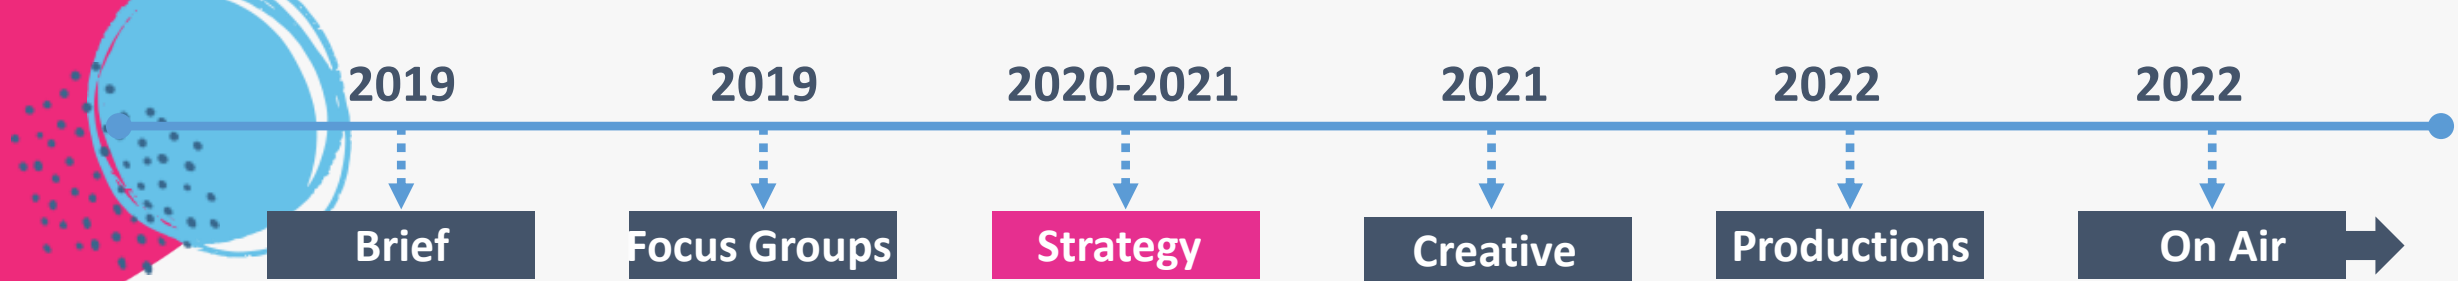 2019 2019 2020-2021 2021 2022 2022
Brief Focus Groups Strategy Creative Productions On Air